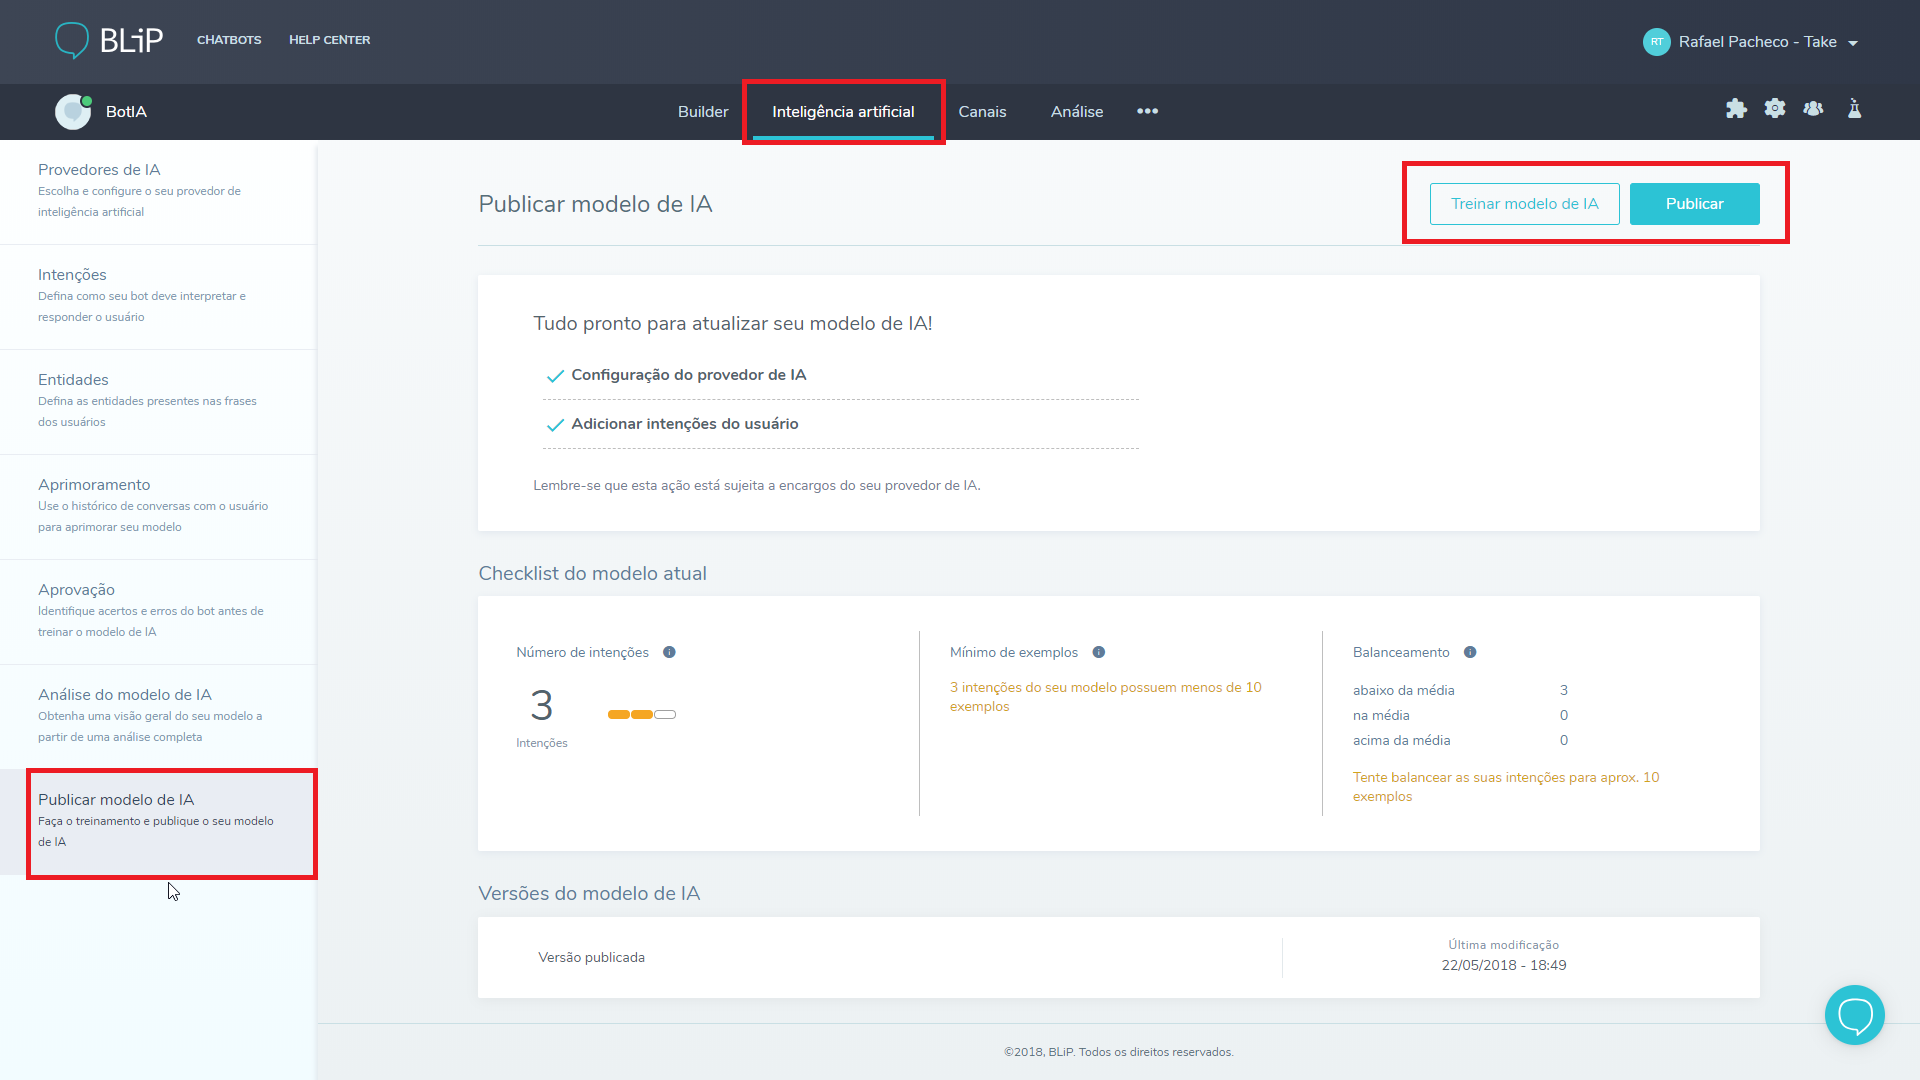 BLiP
CHATBOTS
HELP CENTER
RT
Rafael Pacheco - Take
BotIA
Builder
Inteligência artificial
Canais
Análise
Provedores de IA
Escolha e configure o seu provedor de
inteligência artificial
Intenções
Defina como seu bot deve interpretar e
responder o usuário
Entidades
Defina as entidades presentes nas frases
dos usuários
Aprimoramento
Use o histórico de conversas com o usuário
para aprimorar seu modelo
Aprovação
Identifique acertos e erros do bot antes de
treinar o modelo de IA
Análise do modelo de IA
Obtenha uma visão geral do seu modelo a
partir de uma análise completa
Publicar modelo de IA
Faça o treinamento e publique o seu modelo
de IA
Publicar modelo de IA
Treinar modelo de IA
Publicar
Tudo pronto para atualizar seu modelo de IA!
Configuração do provedor de IA
Adicionar intenções do usuário
Lembre-se que esta ação está sujeita a encargos do seu provedor de IA.
Checklist do modelo atual
Número de intenções
3
Intenções
Mínimo de exemplos
3 intenções do seu modelo possuem menos de 10
exemplos
Balanceamento
abaixo da média 3
na média 0
acima da média 0
Tente balancear as suas intenções para aprox. 10
exemplos
Versões do modelo de IA
Versão publicada
Última modificação
22/05/2018 - 18:49
©2018, BLiP. Todos os direitos reservados.